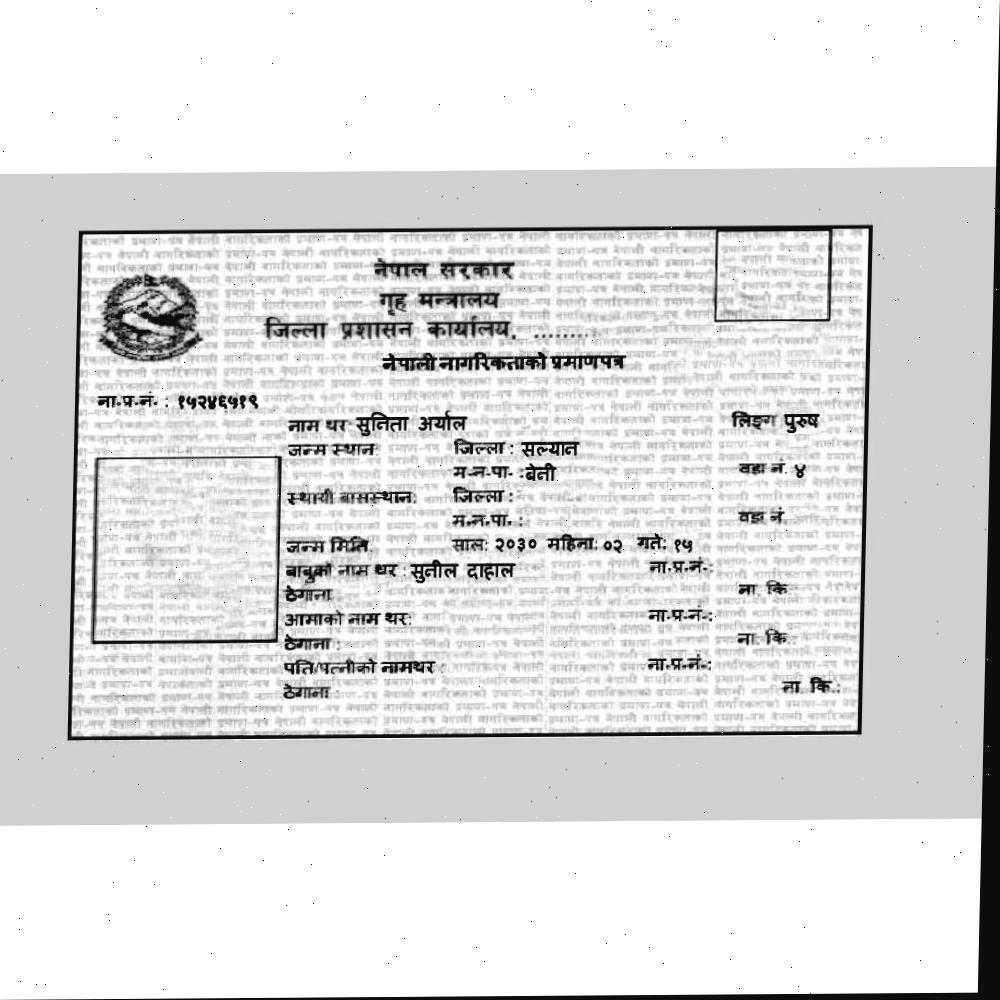 नेपाल सरकार
गृह मन्त्रालय
जिल्ला प्रशासन कार्यालय, .........
नेपाली नागरिकताको प्रमाणपत्र
ना.प्र.नं. : १५२४६५१९
नाम थर सुनिता अर्याल लिङ्ग पुरुष
जन्म स्थान जिल्ला : सल्यान
म.न.पा. :बेनी वडा नं. ४
स्थायी बासस्थान: जिल्ला :
म.न.पा. : वडा नं
जन्म मिति साल: २०३० महिना: ०२ गते: १५
बाबुको नाम थर : सुनील दाहाल ना.प्र.नं.:
ठेगाना ना. कि
आमाको नाम थर: ना.प्र.नं.:
ठेगाना : ना. कि.:
पति/पत्नीको नामथर : ना.प्र.नं.:
ठेगाना : ना. कि.: